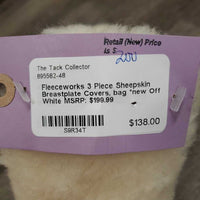 Retail (New) Price
is $ 200
The Tack Collector
895582-48
Fleeceworks 3 Piece Sheepskin
Breastplate Covers, bag *new Off
White MSRP: $199.99
S9R34T
$138.00